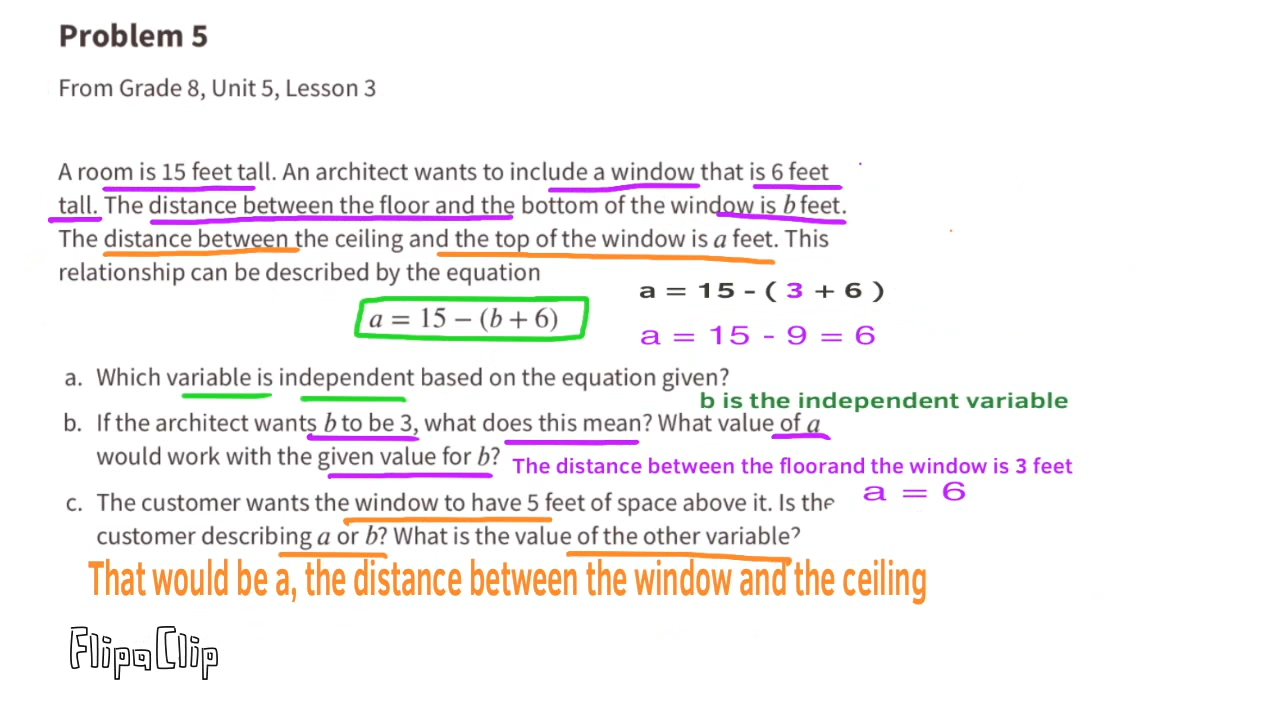 Problem 5
From Grade 8, Unit 5, Lesson 3
A room is 15 feet tall. An architect wants to include a window that is 6 feet
tall. The distance between the floor and the bottom of the window is b feet.
The distance between the ceiling and the top of the window is a feet. This
relationship can be described by the equation
a = 15 - ( 3 + 6 )
a = 15 − (b + 6)
a = 15 - 9 = 6
a. Which variable is independent based on the equation given?
b is the independent variable
b. If the architect wants b to be 3, what does this mean? What value of a
would work with the given value for b?
The distance between the floorand the window is 3 feet
a = 6
c. The customer wants the window to have 5 feet of space above it. Is the
customer describing a or b? What is the value of the other variable?
That would be a, the distance between the window and the ceiling
FlipaClip